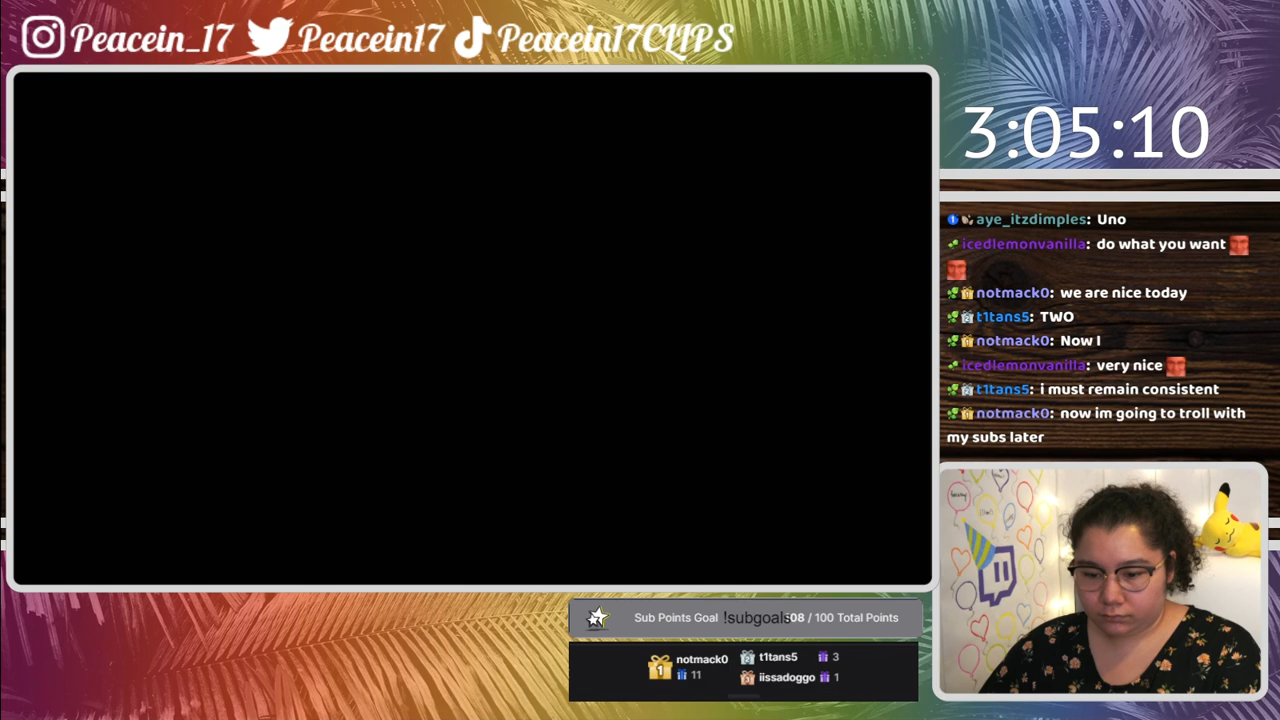 Peacein_17 Peacein17 Peacein17CLIPS
3:05:10
aye_itzdimples: Uno
icedlemonvanilla: do what you want
notmack0: we are nice today
t1tans5: TWO
notmack0: Now I
icedlemonvanilla: very nice
t1tans5: i must remain consistent
notmack0: now im going to troll with
my subs later
Sub Points Goal !subgoals 08 / 100 Total Points
1 notmack0 11
t1tans5 3
iissadoggo 1